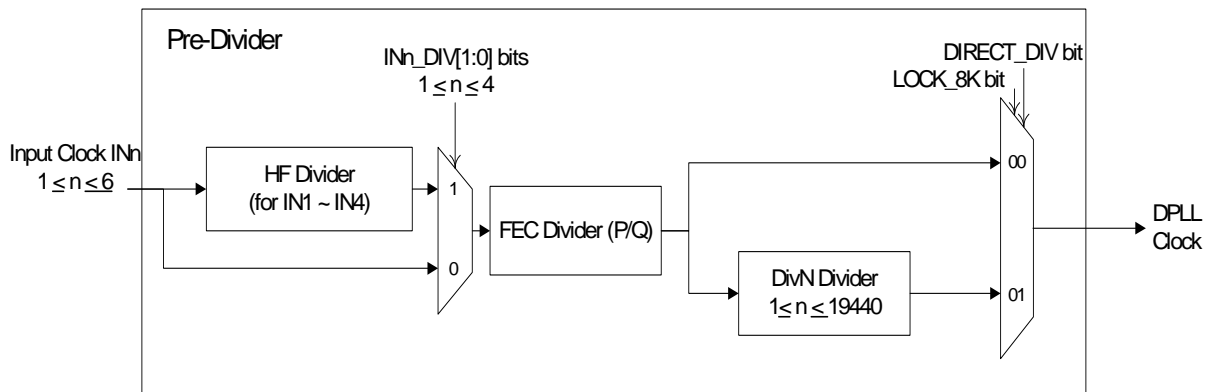 Pre-Divider
INn_DIV[1:0] bits
1 ≤ n ≤ 4
DIRECT_DIV bit
LOCK_8K bit
Input Clock INn
1 ≤ n ≤ 6
HF Divider
(for IN1 ~ IN4)
1
0
FEC Divider (P/Q)
00
DPLL
Clock
DivN Divider
1 ≤ n ≤ 19440
01